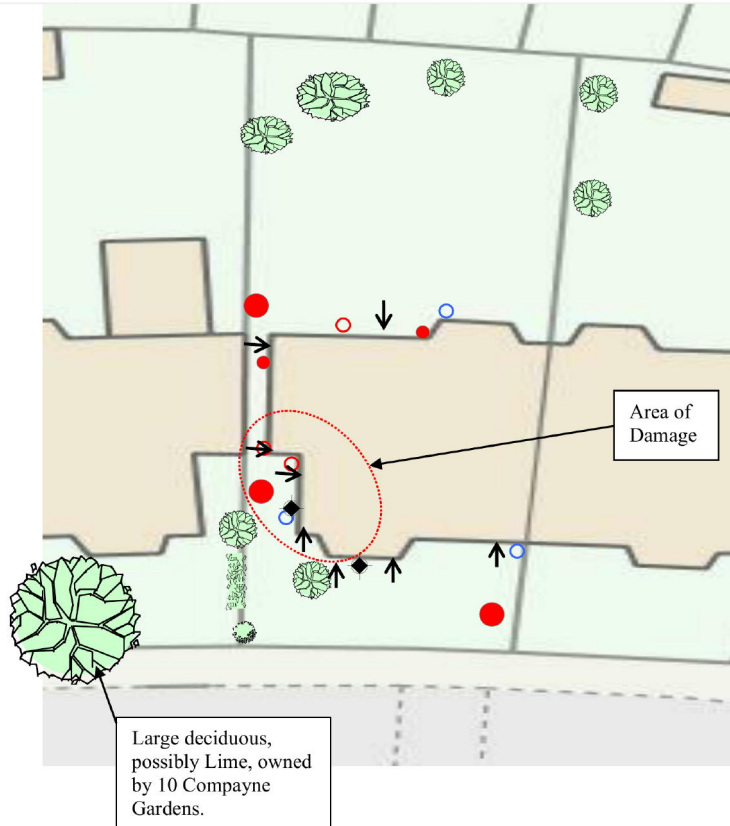 Area of
Damage
Large deciduous,
possibly Lime, owned
by 10 Compayne
Gardens.